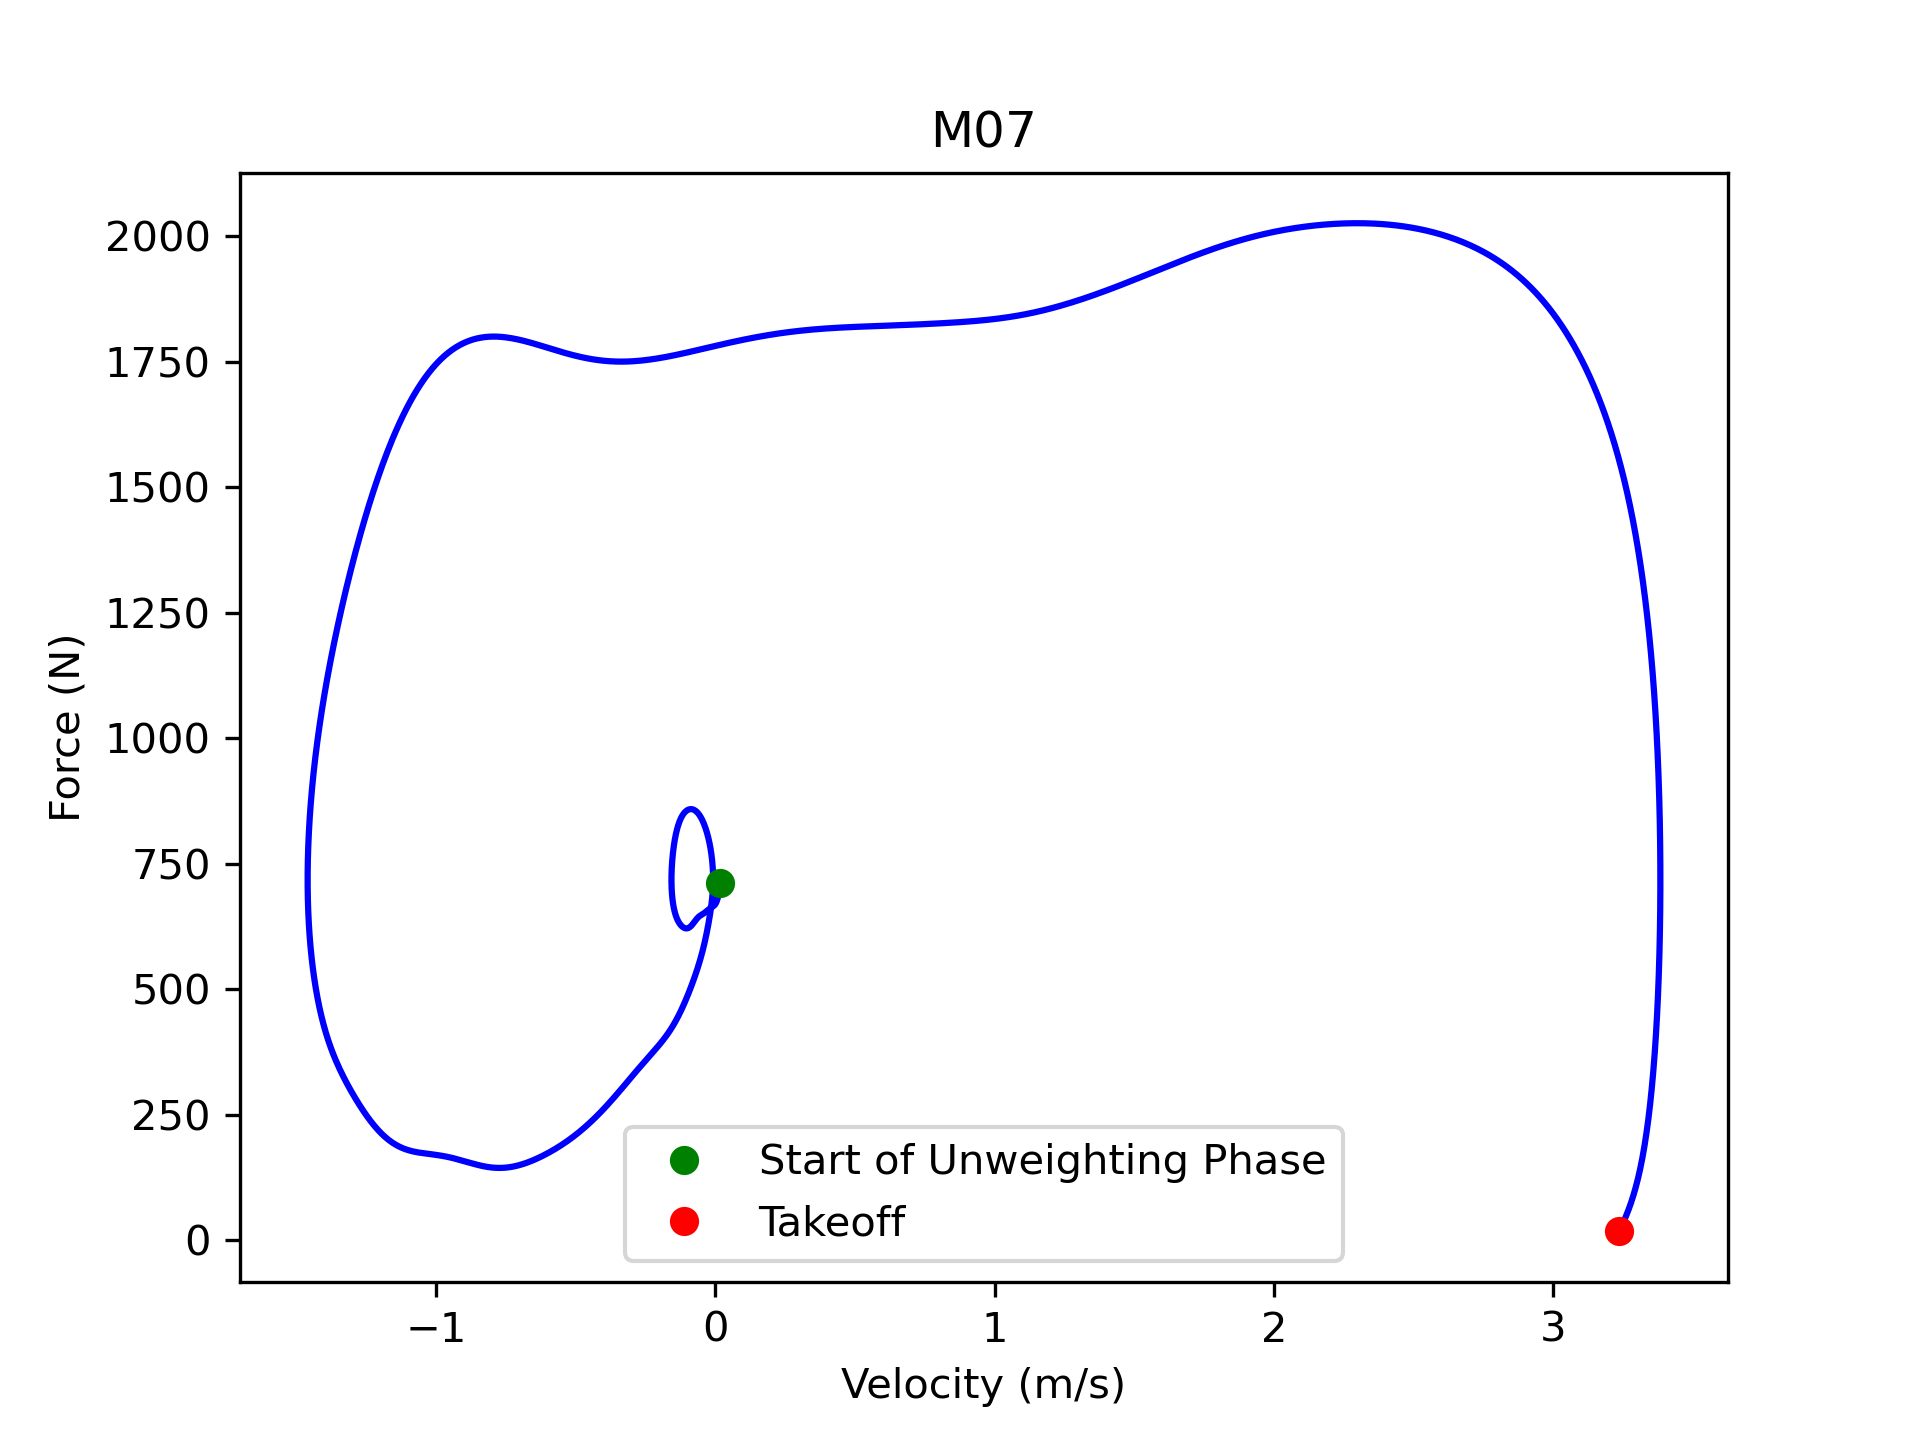 M07
2000
1750
1500
1250
1000
750
500
250
0
Force (N)
Start of Unweighting Phase
Takeoff
−1 0 1 2 3
Velocity (m/s)